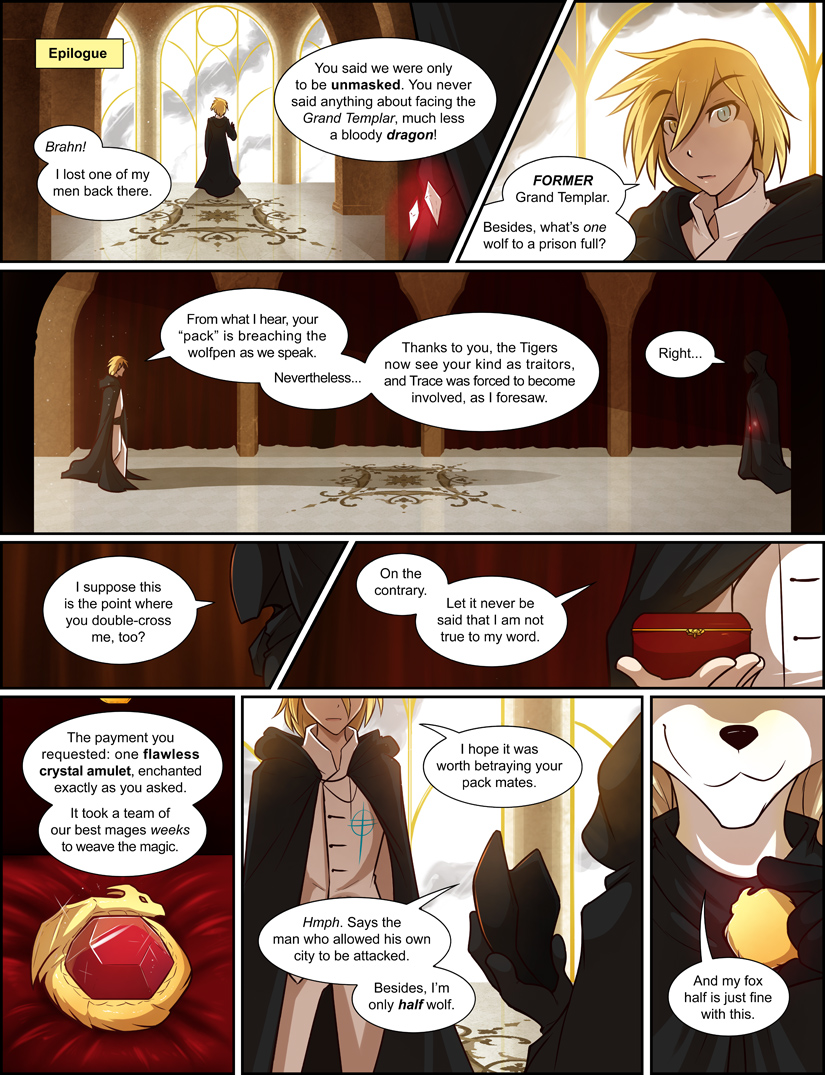 Epilogue
Brahn!
I lost one of my
men back there.
You said we were only
to be unmasked. You never
said anything about facing the
Grand Templar, much less
a bloody dragon!
FORMER
Grand Templar.
Besides, what's one
wolf to a prison full?
From what I hear, your
“pack” is breaching the
wolfpen as we speak.
Nevertheless...
Thanks to you, the Tigers
now see your kind as traitors,
and Trace was forced to become
involved, as I foresaw.
Right...
I suppose this
is the point where
you double-cross
me, too?
On the
contrary.
Let it never be
said that I am not
true to my word.
The payment you
requested: one flawless
crystal amulet, enchanted
exactly as you asked.
It took a team of
our best mages weeks
to weave the magic.
I hope it was
worth betraying your
pack mates.
Hmph. Says the
man who allowed his own
city to be attacked.
Besides, I'm
only half wolf.
And my fox
half is just fine
with this.